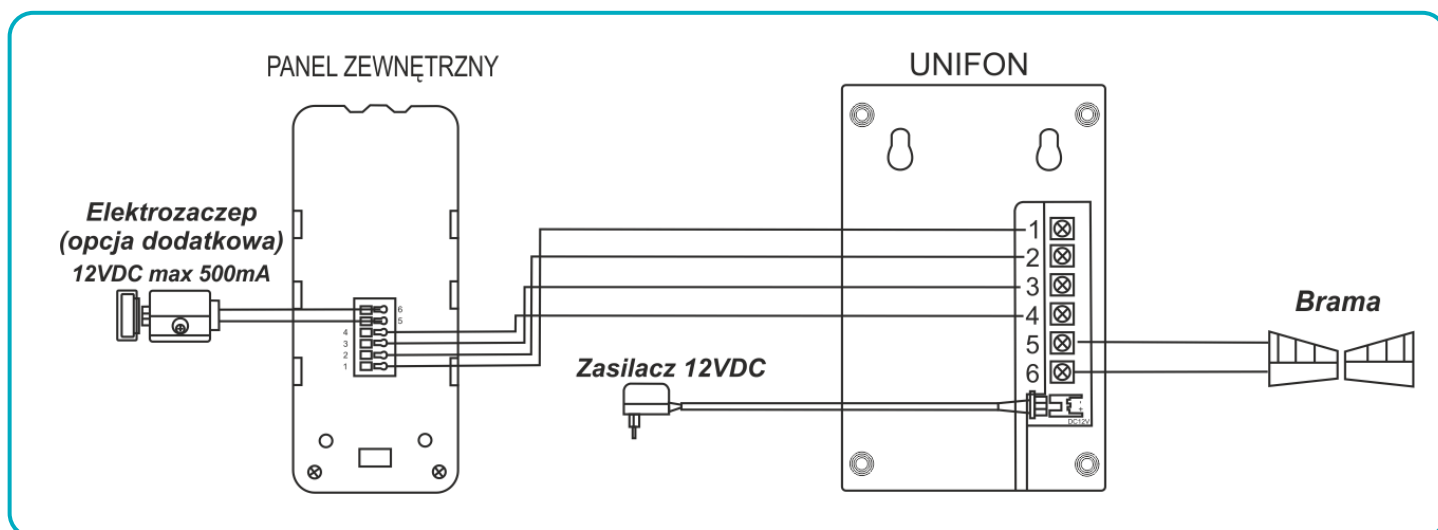 PANEL ZEWNĘTRZNY
UNIFON
Elektrozaczep
(opcja dodatkowa)
12VDC max 500mA
6
5
4
3
2
1
1
2
3
4
5
6
Brama
Zasilacz 12VDC
-
+
DC12V